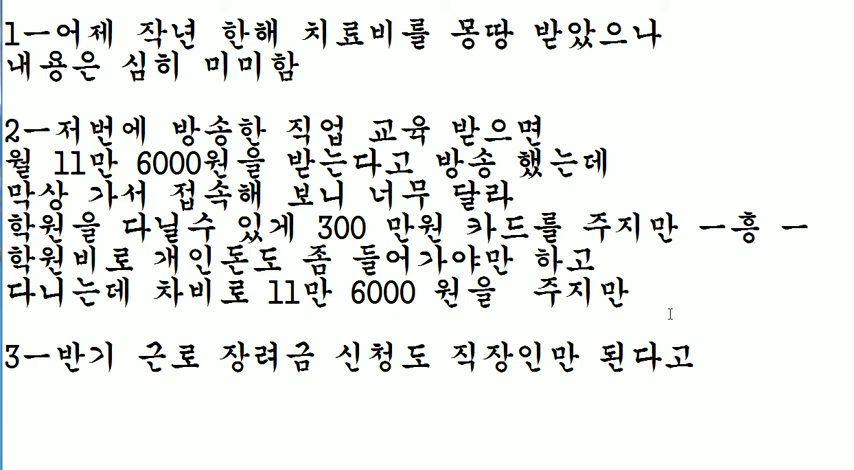 1ㅡ어제 작년 한해 치료비를 몽땅 받았으나
내용은 심히 미미함
2ㅡ저번에 방송한 직업 교육 받으면
월 11만 6000원을 받는다고 방송 했는데
막상 가서 접속해 보니 너무 달라
학원을 다닐수 있게 300 만원 카드를 주지만 ㅡ흥 ㅡ
학원비로 개인돈도 좀 들어가야만 하고
다니는데 차비로 11만 6000 원을 주지만
3ㅡ반기 근로 장려금 신청도 직장인만 된다고